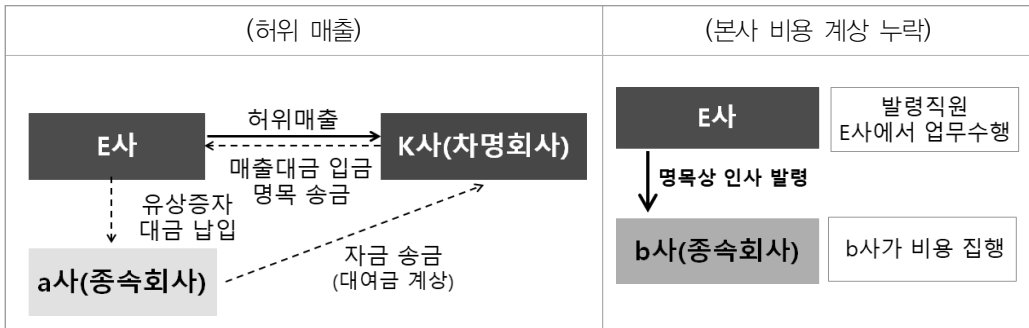 (허위 매출)
(본사 비용 계상 누락)
E사
허위매출
K사(차명회사)
매출대금 입금
명목 송금
유상증자
대금 납입
a사(종속회사)
자금 송금
(대여금 계상)
E사
발령직원
E사에서 업무수행
명목상 인사 발령
b사(종속회사)
b사가 비용 집행